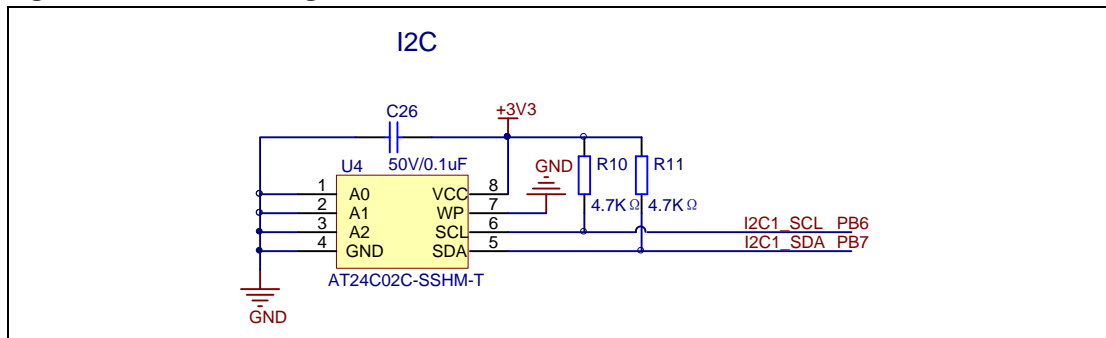 I2C
C26
+3V3
50V/0.1uF
U4
GND
R10
R11
4.7KΩ
4.7KΩ
1 A0 VCC 8
2 A1 WP 7
3 A2 SCL 6
4 GND SDA 5
I2C1_SCL PB6
I2C1_SDA PB7
AT24C02C-SSHM-T
GND